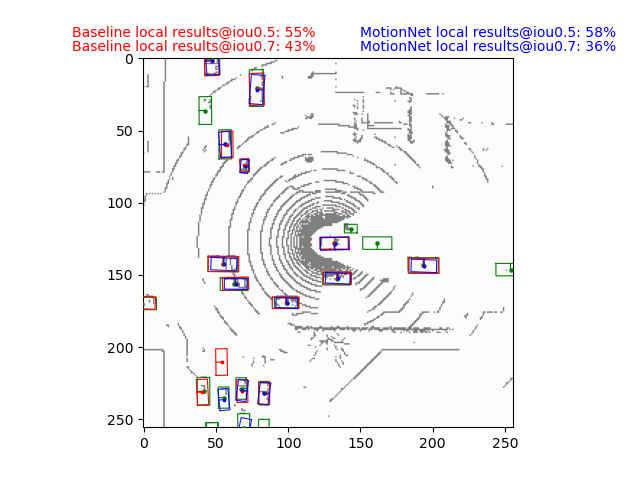 Baseline local results@iou0.5: 55% MotionNet local results@iou0.5: 58%
Baseline local results@iou0.7: 43% MotionNet local results@iou0.7: 36%
0
50
100
150
200
250
0 50 100 150 200 250